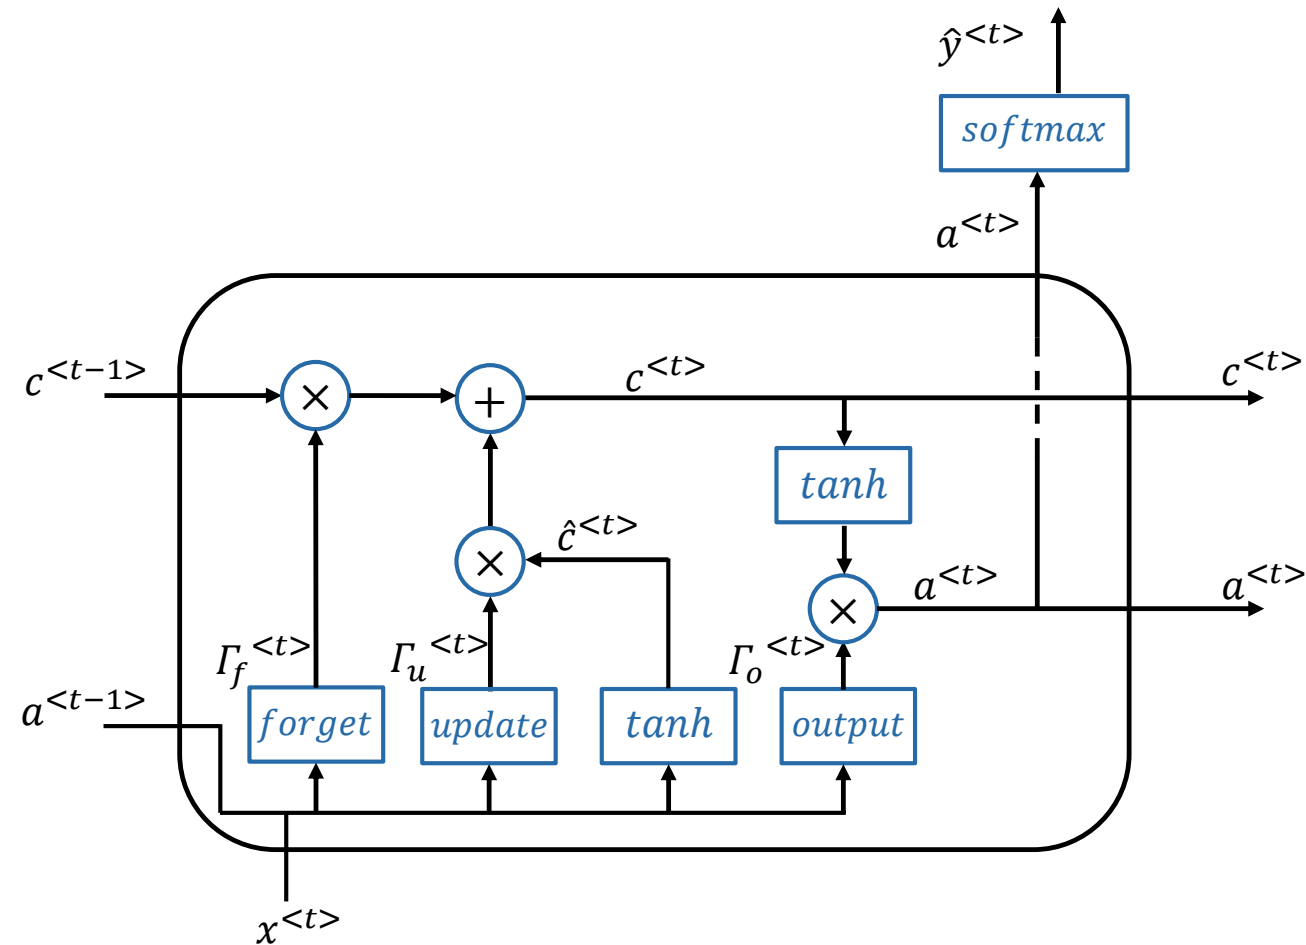 ŷ<t>
softmax
a<t>
c<t−1>
×
+
c<t>
c<t>
tanh
ĉ<t>
×
×
a<t>
a<t>
Γf<t>
Γu<t>
Γo<t>
a<t−1>
forget
update
tanh
output
x<t>